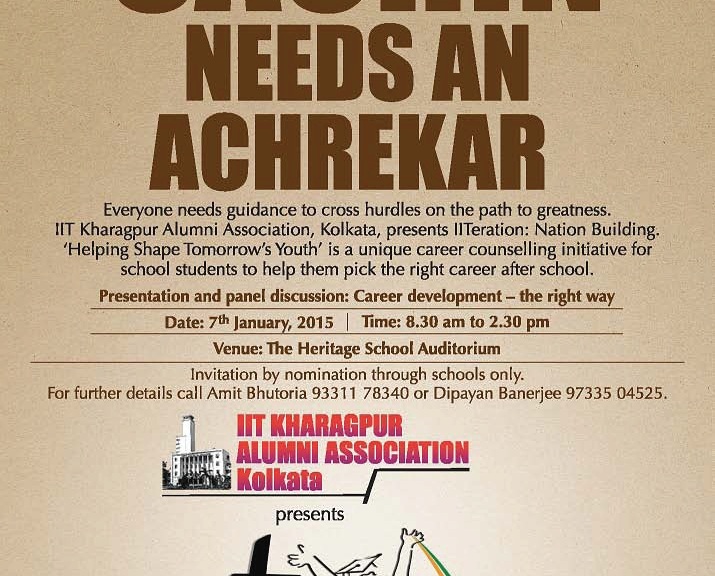 NEEDS AN
ACHREKAR
Everyone needs guidance to cross hurdles on the path to greatness.
IIT Kharagpur Alumni Association, Kolkata, presents IITeration: Nation Building.
‘Helping Shape Tomorrow’s Youth’ is a unique career counselling initiative for
school students to help them pick the right career after school.
Presentation and panel discussion: Career development – the right way
Date: 7th January, 2015 | Time: 8.30 am to 2.30 pm
Venue: The Heritage School Auditorium
Invitation by nomination through schools only.
For further details call Amit Bhutoria 93311 78340 or Dipayan Banerjee 97335 04525.
IIT KHARAGPUR
ALUMNI ASSOCIATION
Kolkata
presents